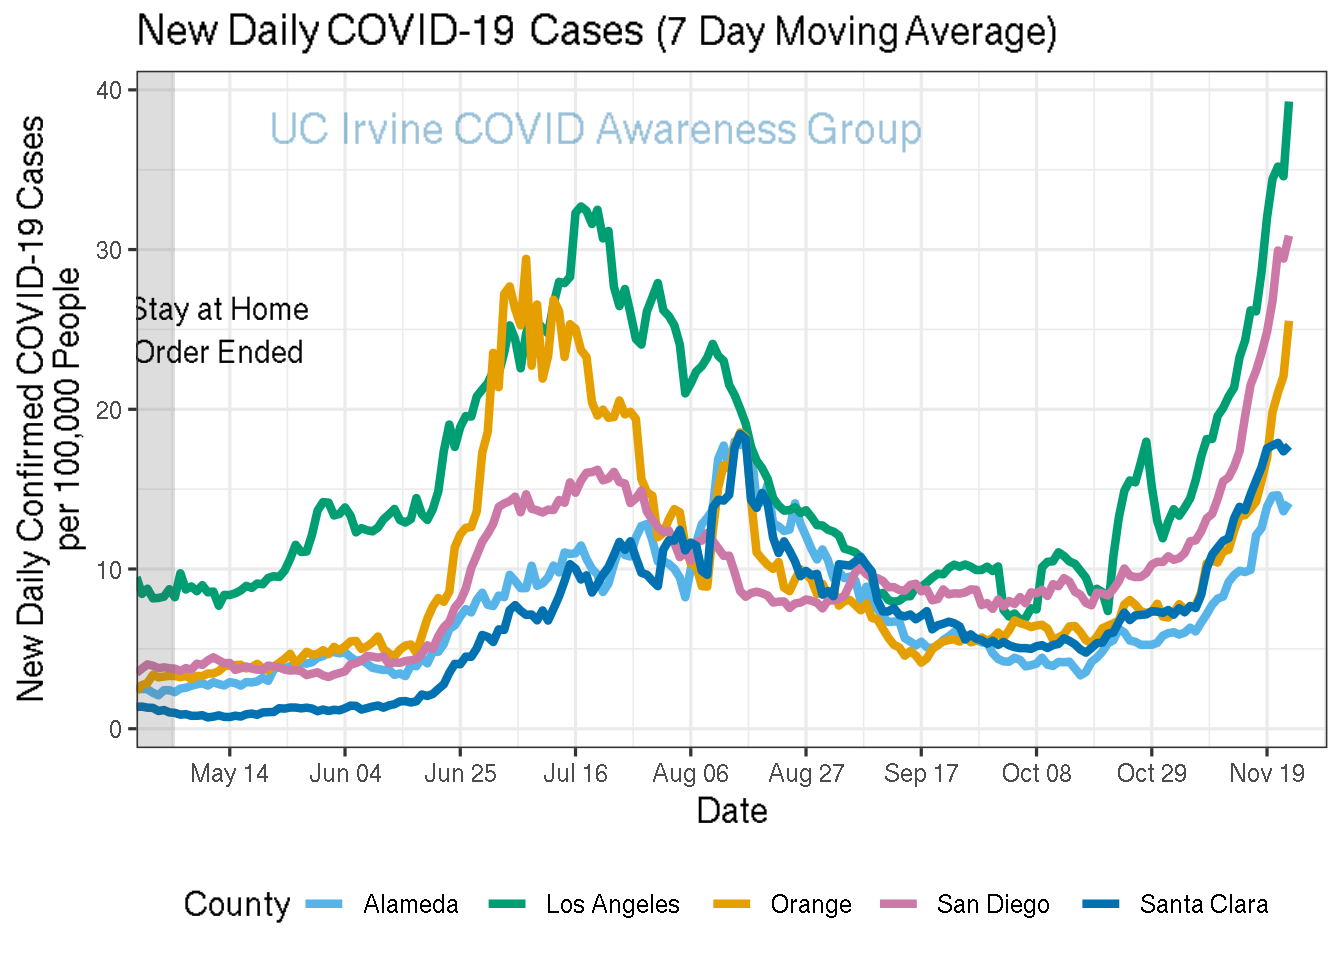 New Daily COVID-19 Cases (7 Day Moving Average)
New Daily Confirmed COVID-19 Cases
per 100,000 People
40
30
20
10
0
UC Irvine COVID Awareness Group
Stay at Home
Order Ended
May 14
Jun 04
Jun 25
Jul 16
Aug 06
Aug 27
Sep 17
Oct 08
Oct 29
Nov 19
Date
County
Alameda
Los Angeles
Orange
San Diego
Santa Clara